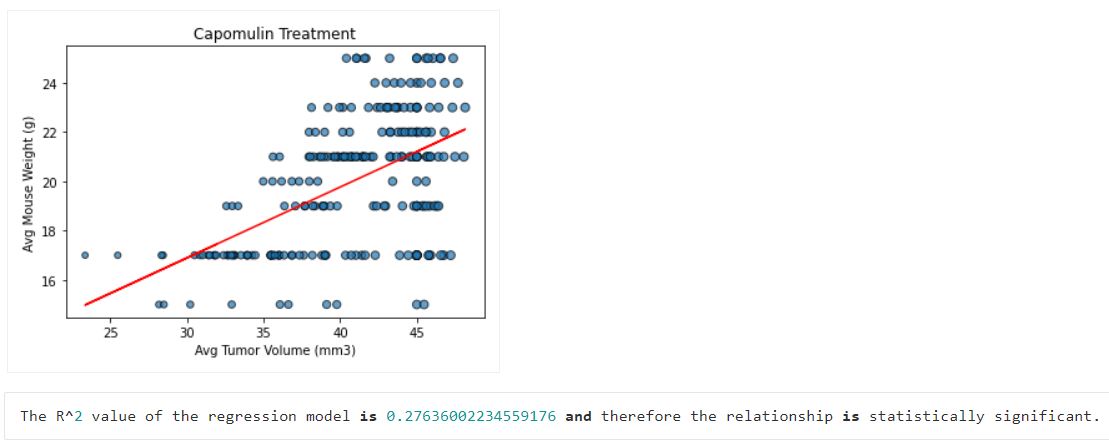 Capomulin Treatment
24
22
20
18
16
Avg Mouse Weight (g)
25 30 35 40 45
Avg Tumor Volume (mm3)
The R^2 value of the regression model is 0.27636002234559176 and therefore the relationship is statistically significant.